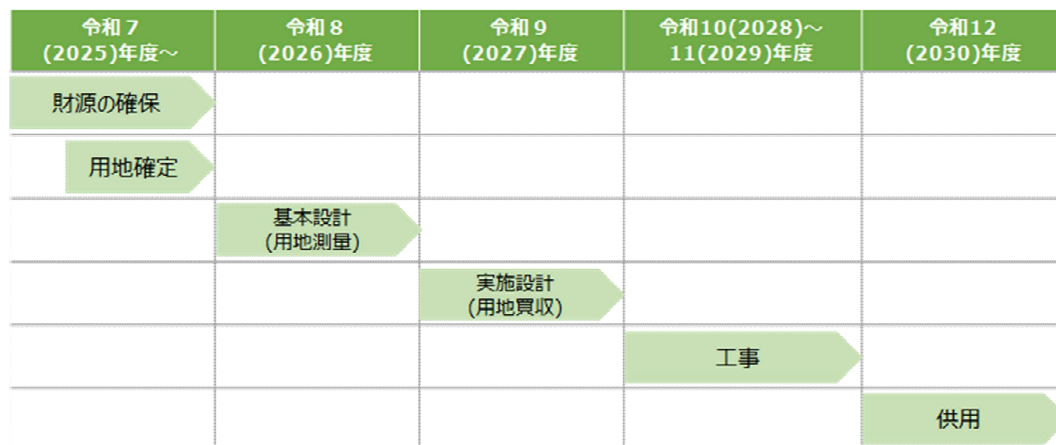 令和７
(2025)年度～
令和８
(2026)年度
令和９
(2027)年度
令和10(2028)～
11(2029)年度
令和12
(2030)年度
財源の確保
用地確定
基本設計
(用地測量)
実施設計
(用地買収)
工事
供用